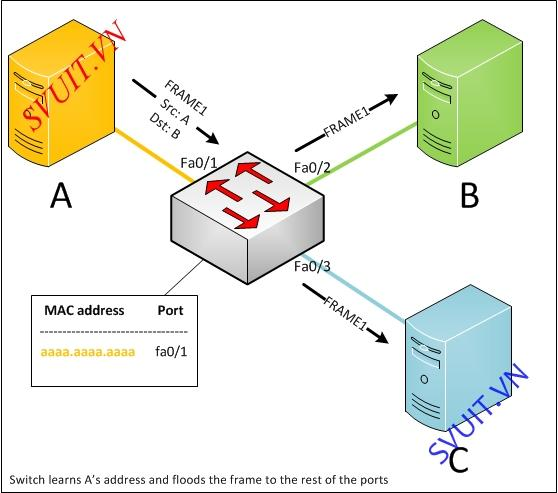 SVUIT.VN
FRAME1
Src: A
Dst: B
FRAME1
Fa0/1
Fa0/2
A
B
Fa0/3
FRAME1
MAC address Port
------------------------------------
aaaa.aaaa.aaaa fa0/1
SVUIT.VN
C
Switch learns A's address and floods the frame to the rest of the ports